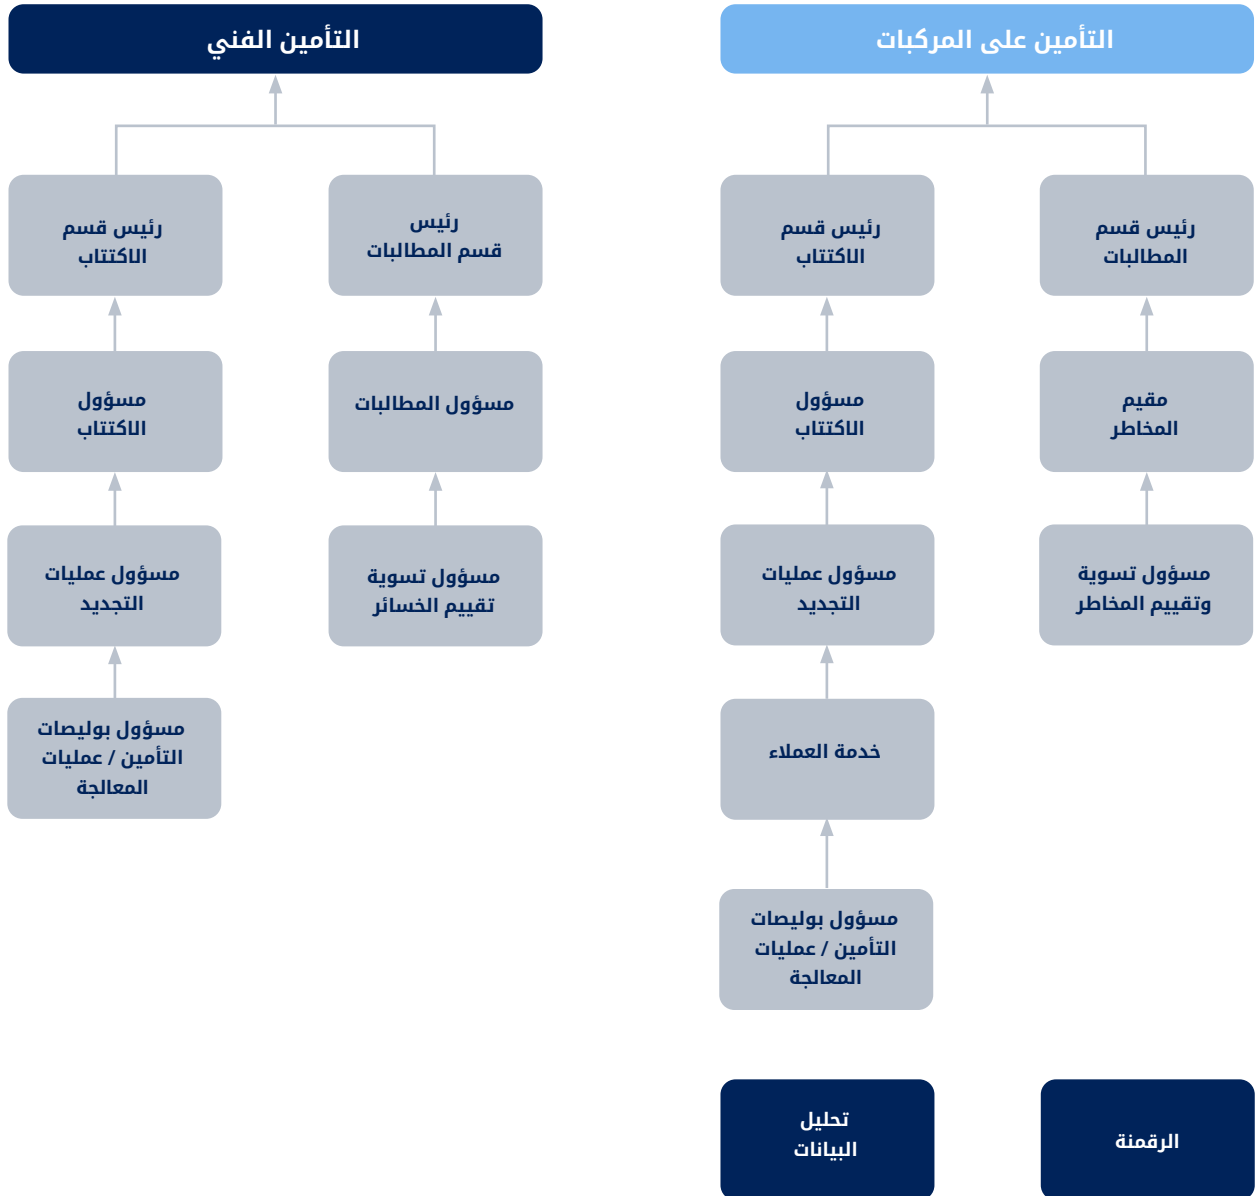 التأمين على المركبات
رئيس قسم
المطالبات
مقيم
المخاطر
مسؤول تسوية
وتقييم المخاطر
رئيس قسم
الاكتتاب
مسؤول
الاكتتاب
مسؤول عمليات
التجديد
خدمة العملاء
مسؤول بوليصات
التأمين / عمليات
المعالجة
الرقمنة
تحليل
البيانات
التأمين الفني
رئيس
قسم المطالبات
مسؤول المطالبات
مسؤول تسوية
تقييم الخسائر
رئيس قسم
الاكتتاب
مسؤول
الاكتتاب
مسؤول عمليات
التجديد
مسؤول بوليصات
التأمين / عمليات
المعالجة